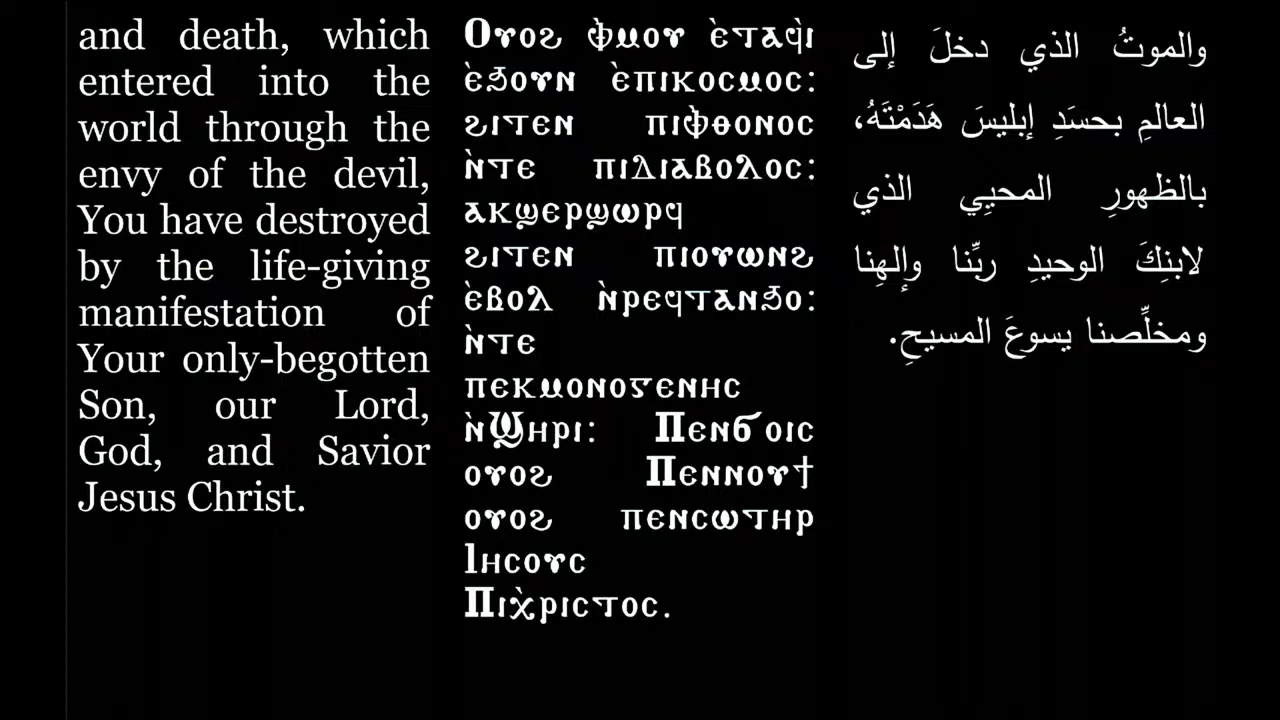 and death, which
entered into the
world through the
envy of the devil,
You have destroyed
by the life-giving
manifestation of
Your only-begotten
Son, our Lord,
God, and Savior
Jesus Christ.
Ⲟⲩⲟϩ ⲫ̀ⲙⲟⲩ ⲉ̀ⲧⲁϥ̀ⲓ
ⲉ̀ϧⲟⲩⲛ ⲉ̀ⲡⲓⲕⲟⲥⲙⲟⲥ:
ϩⲓⲧⲉⲛ ⲡⲓⲫ̀ⲑⲟⲛⲟⲥ
ⲛ̀ⲧⲉ ⲡⲓⲇⲓⲁⲃⲟⲗⲟⲥ:
ⲁⲕϣⲉⲣϣⲱⲣϥ
ϩⲓⲧⲉⲛ ⲡⲓⲟⲩⲱⲛϩ
ⲉ̀ⲃⲟⲗ ⲛ̀ⲣⲉϥⲧⲁⲛϧⲟ:
ⲛ̀ⲧⲉ
ⲡⲉⲕⲙⲟⲛⲟⲅⲉⲛⲏⲥ
ⲛ̀Ϣⲏⲣⲓ: Ⲡⲉⲛϭⲟⲓⲥ
ⲟⲩⲟϩ Ⲡⲉⲛⲛⲟⲩϯ
ⲟⲩⲟϩ ⲡⲉⲛⲥⲱⲧⲏⲣ
Ⲓⲏⲥⲟⲩⲥ
Ⲡⲓⲭ̀ⲣⲓⲥⲧⲟⲥ.
والموتُ الذي دخلَ إلى
العالمِ بحسَدِ إبليسَ هَدَمْتَهُ،
بالظهورِ المحيِي الذي
لابنِكَ الوحيدِ ربِّنا وإلهِنا
ومخلِّصنا يسوعَ المسيحِ.